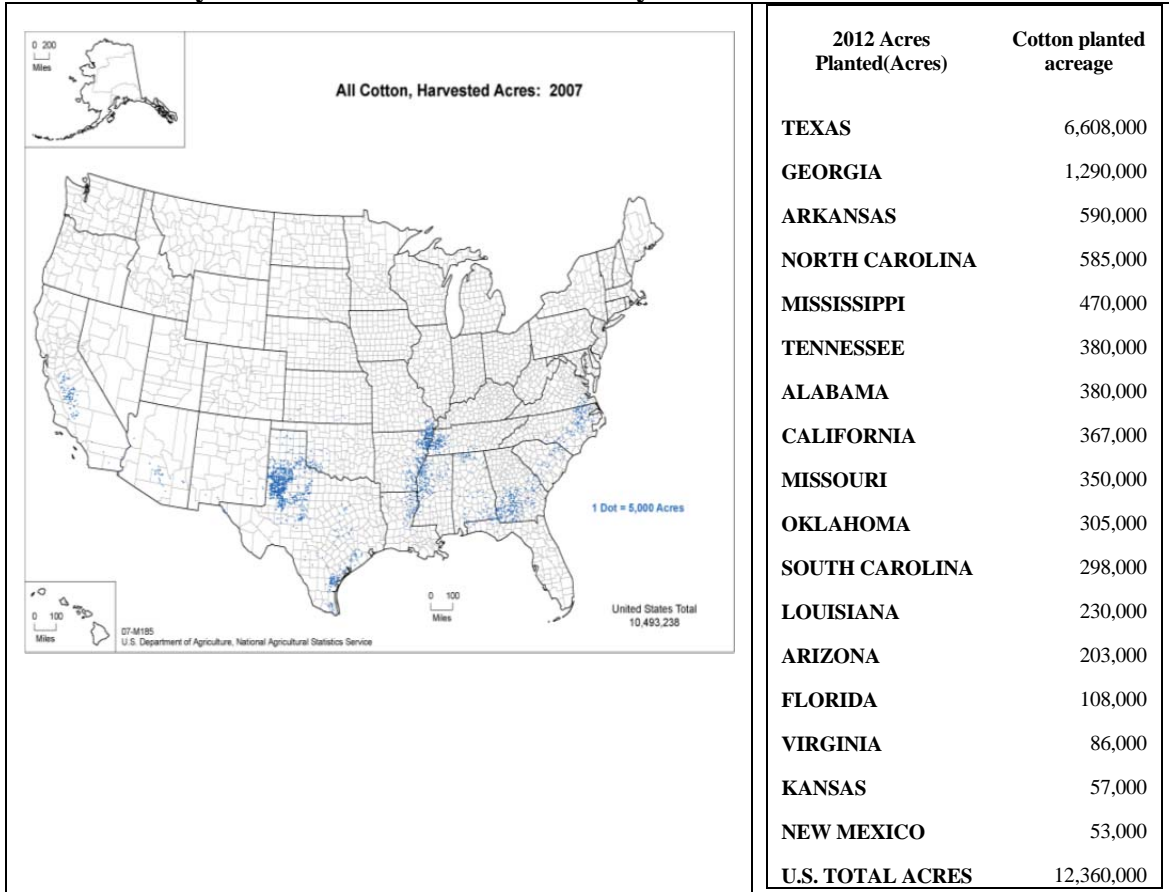 0 200
Miles
All Cotton, Harvested Acres: 2007
1 Dot = 5,000 Acres
0 100
Miles
0 100
Miles
United States Total
10,493,238
07-M185
U.S. Department of Agriculture, National Agricultural Statistics Service
2012 Acres Planted(Acres) Cotton planted acreage
TEXAS 6,608,000
GEORGIA 1,290,000
ARKANSAS 590,000
NORTH CAROLINA 585,000
MISSISSIPPI 470,000
TENNESSEE 380,000
ALABAMA 380,000
CALIFORNIA 367,000
MISSOURI 350,000
OKLAHOMA 305,000
SOUTH CAROLINA 298,000
LOUISIANA 230,000
ARIZONA 203,000
FLORIDA 108,000
VIRGINIA 86,000
KANSAS 57,000
NEW MEXICO 53,000
U.S. TOTAL ACRES 12,360,000